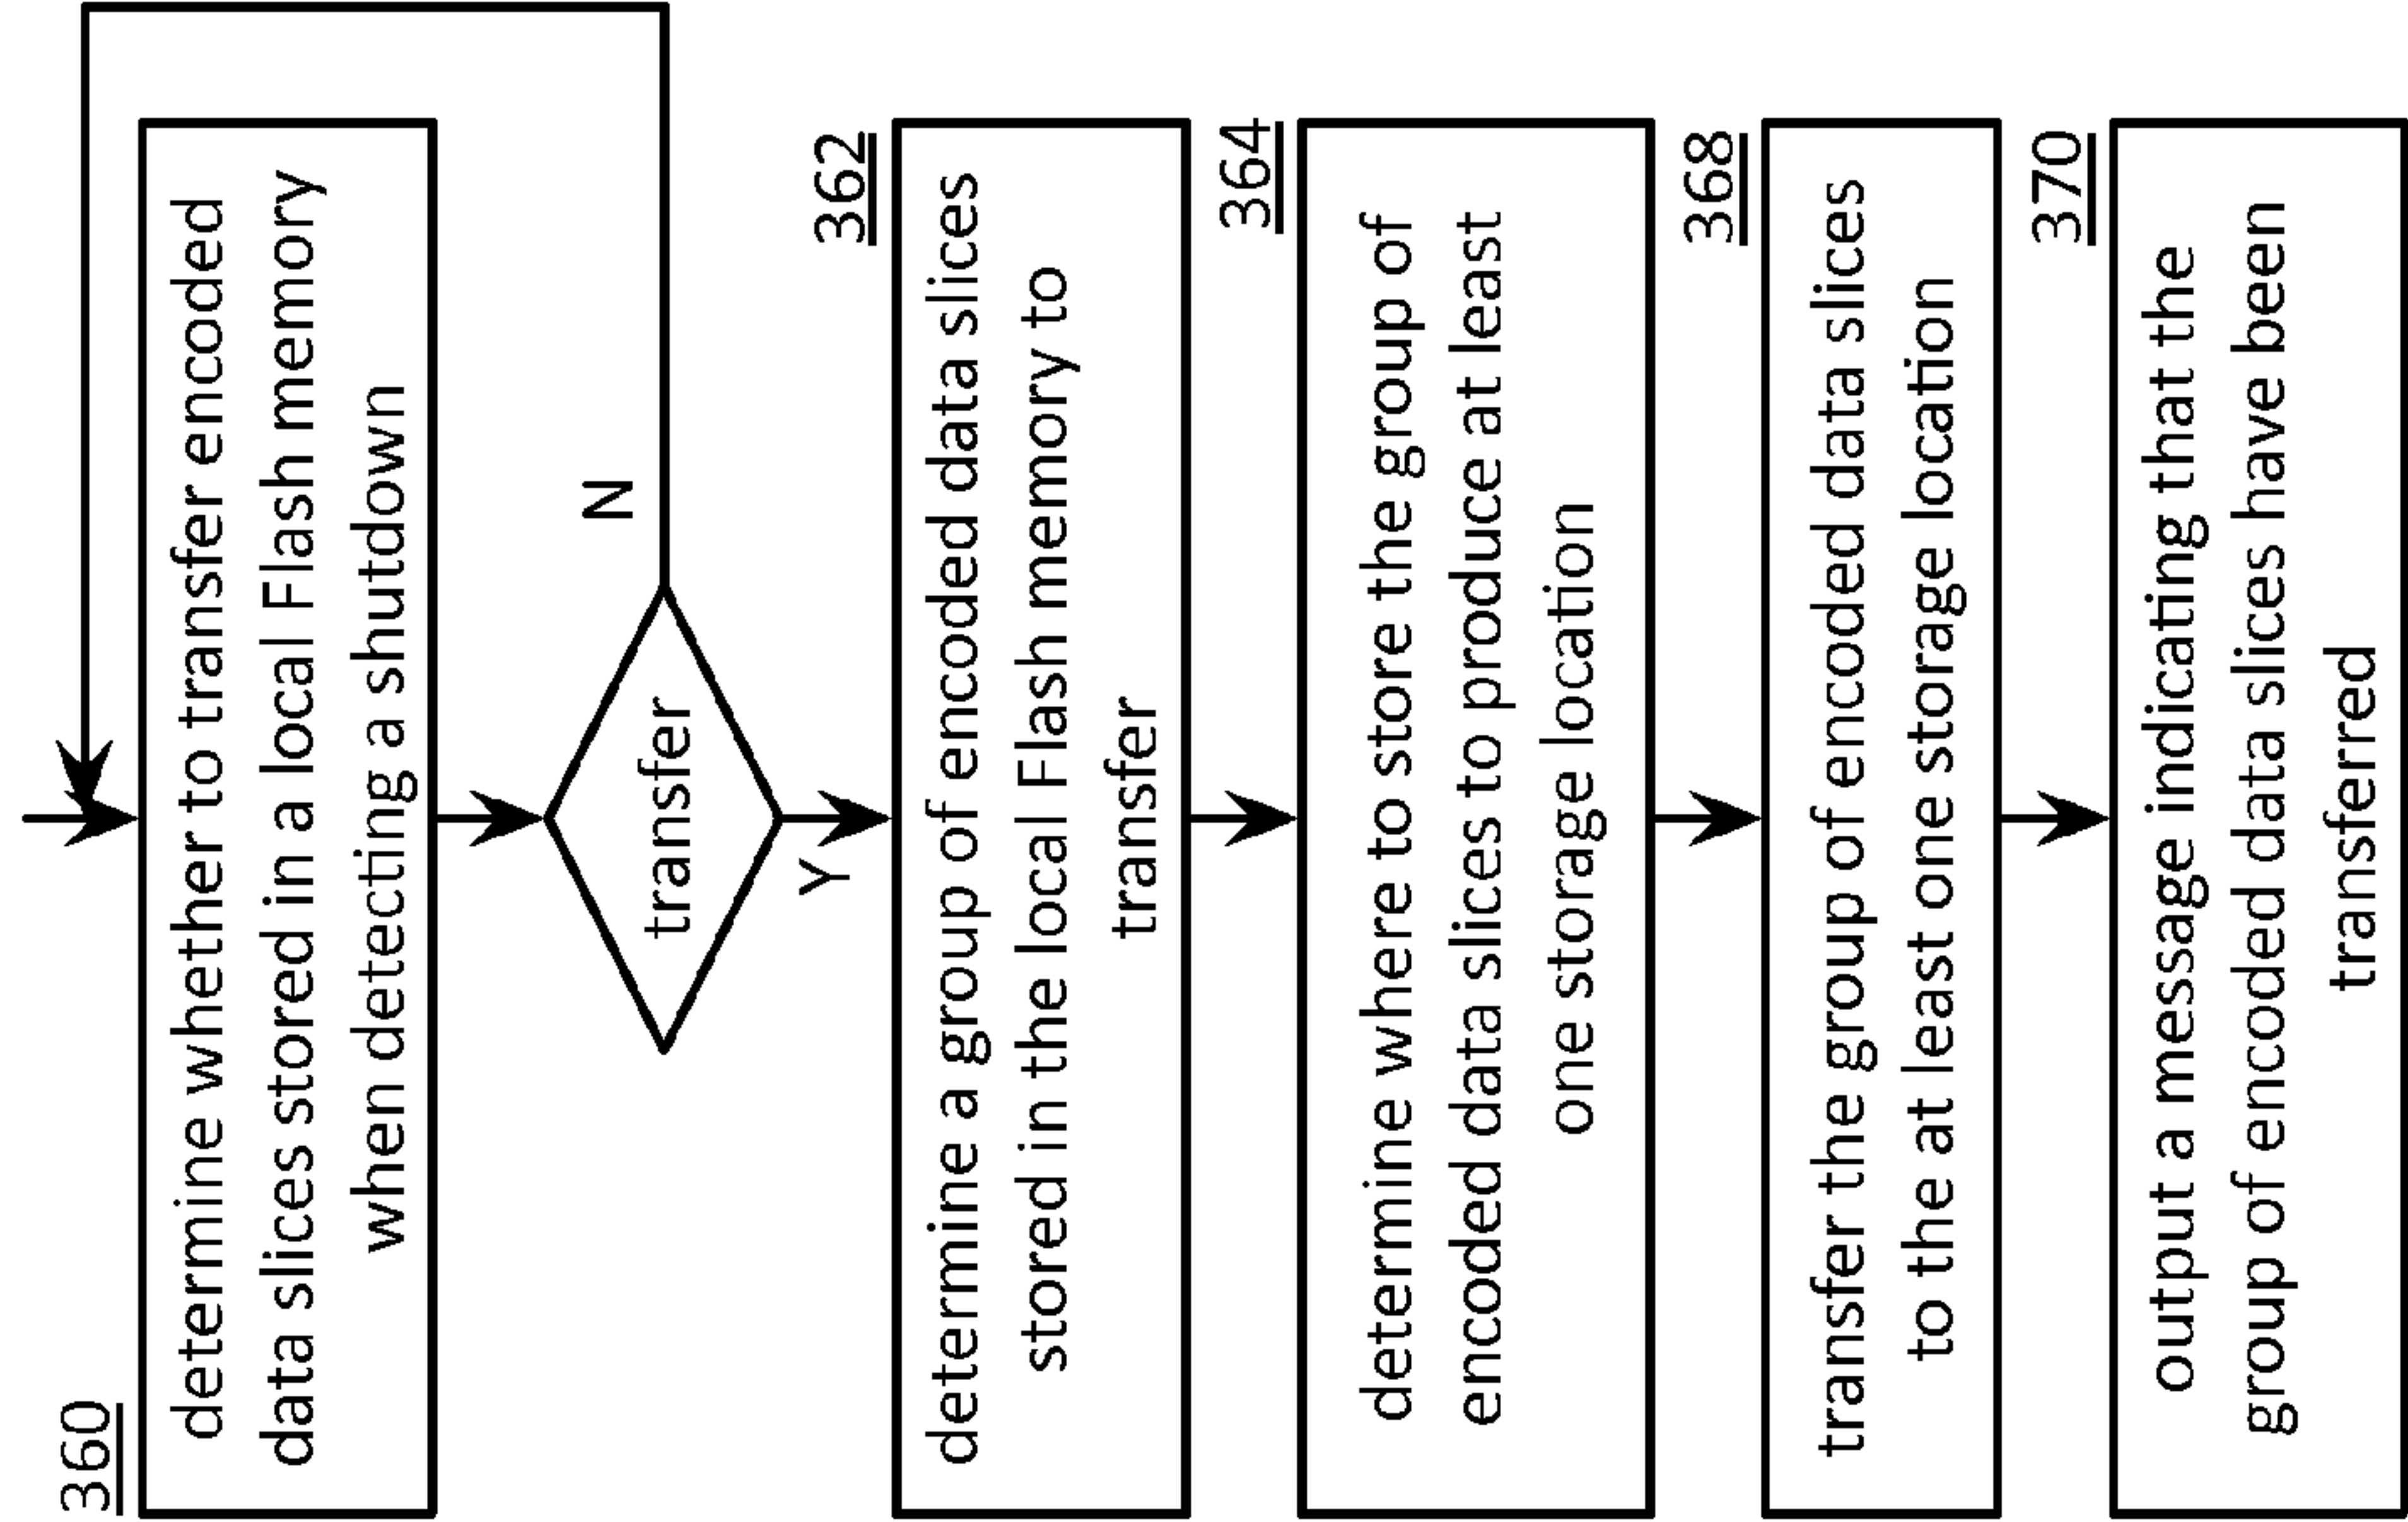 360
determine whether to transfer encoded
data slices stored in a local Flash memory
when detecting a shutdown
transfer
N
Y
362
determine a group of encoded data slices
stored in the local Flash memory to
transfer
364
determine where to store the group of
encoded data slices to produce at least
one storage location
368
transfer the group of encoded data slices
to the at least one storage location
370
output a message indicating that the
group of encoded data slices have been
transferred